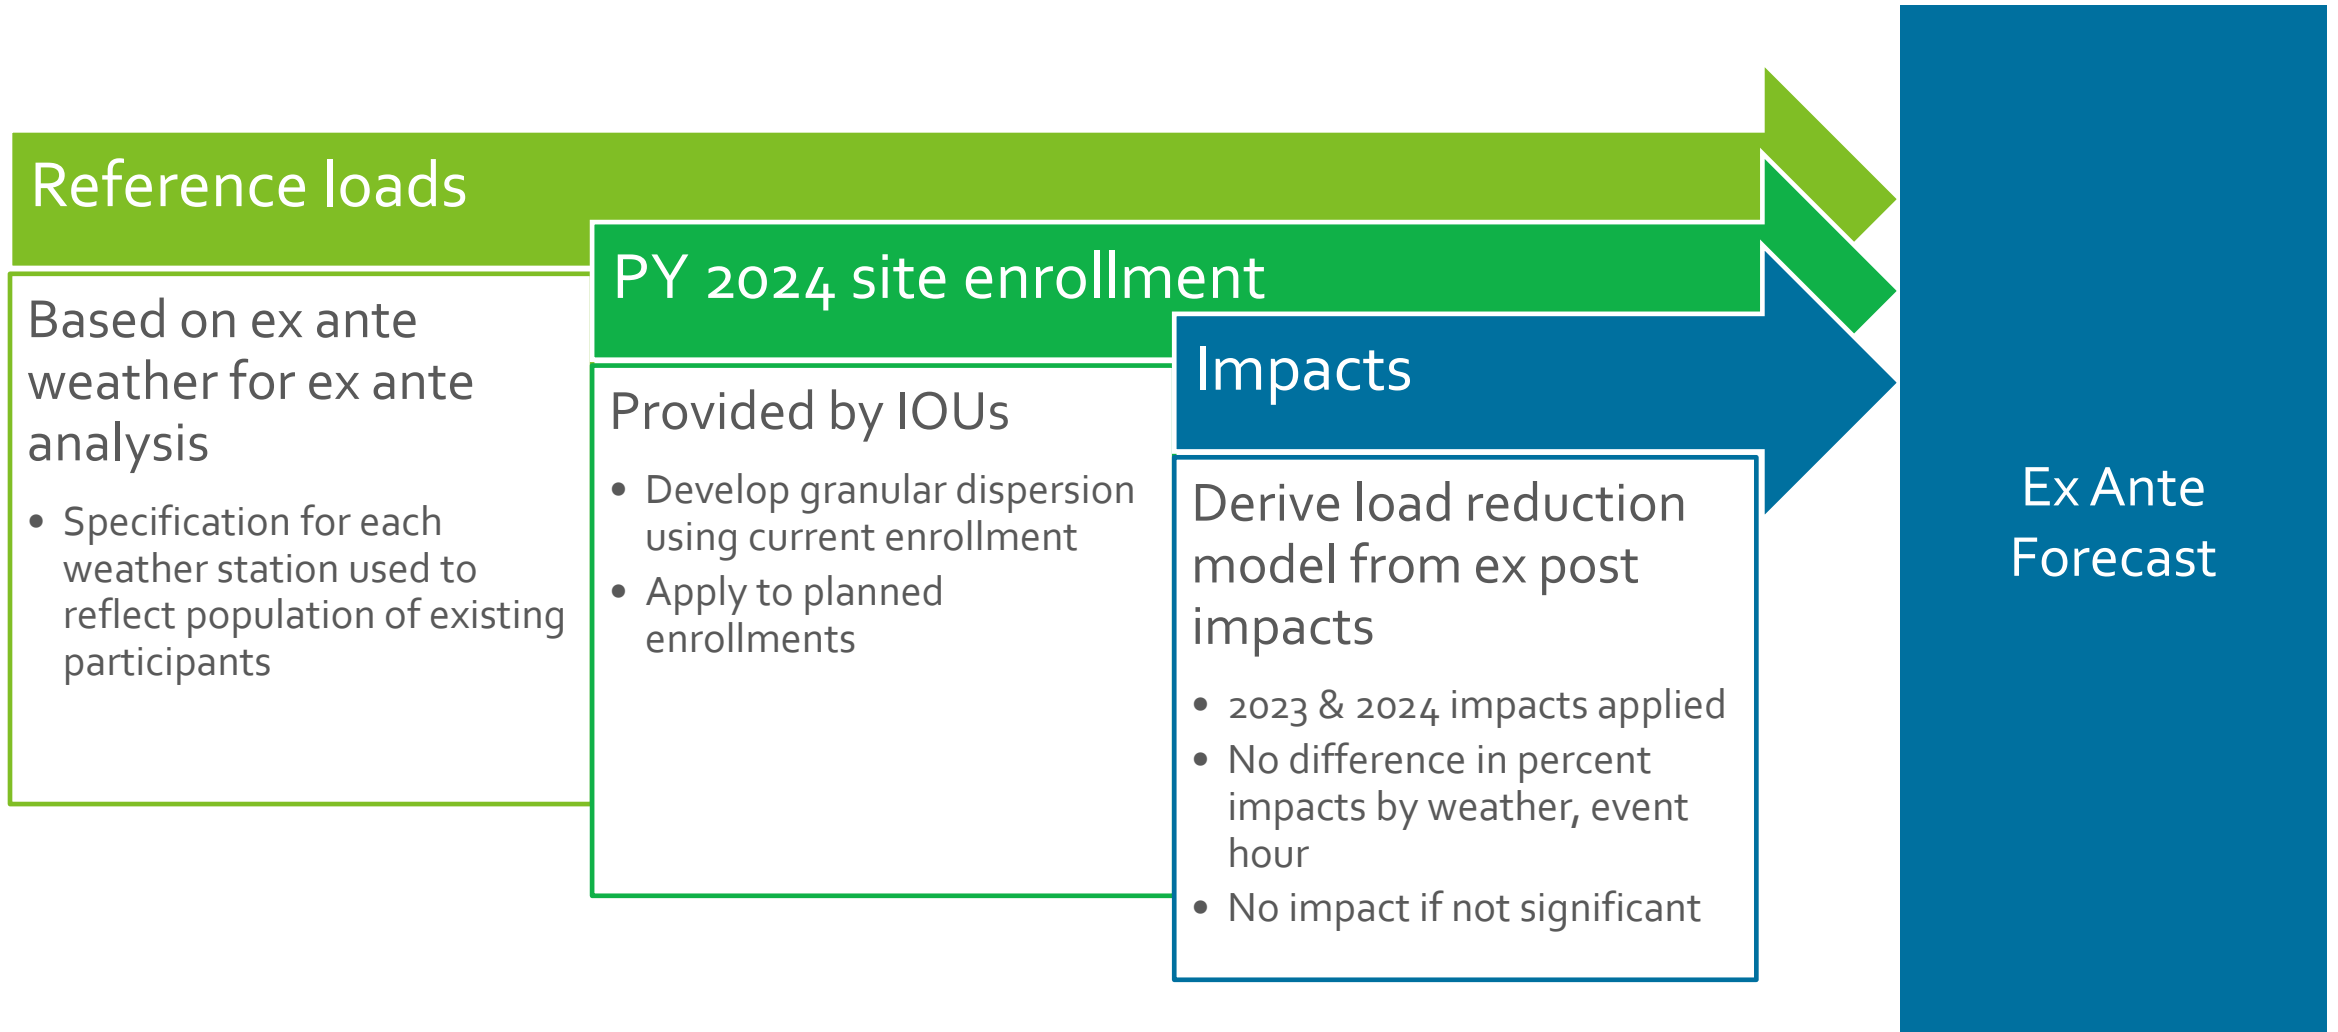 Reference loads
Based on ex ante
weather for ex ante
analysis
• Specification for each
weather station used to
reflect population of existing
participants
PY 2024 site enrollment
Provided by IOUs
• Develop granular dispersion
using current enrollment
• Apply to planned
enrollments
Impacts
Derive load reduction
model from ex post
impacts
• 2023 & 2024 impacts applied
• No difference in percent
impacts by weather, event
hour
• No impact if not significant
Ex Ante
Forecast